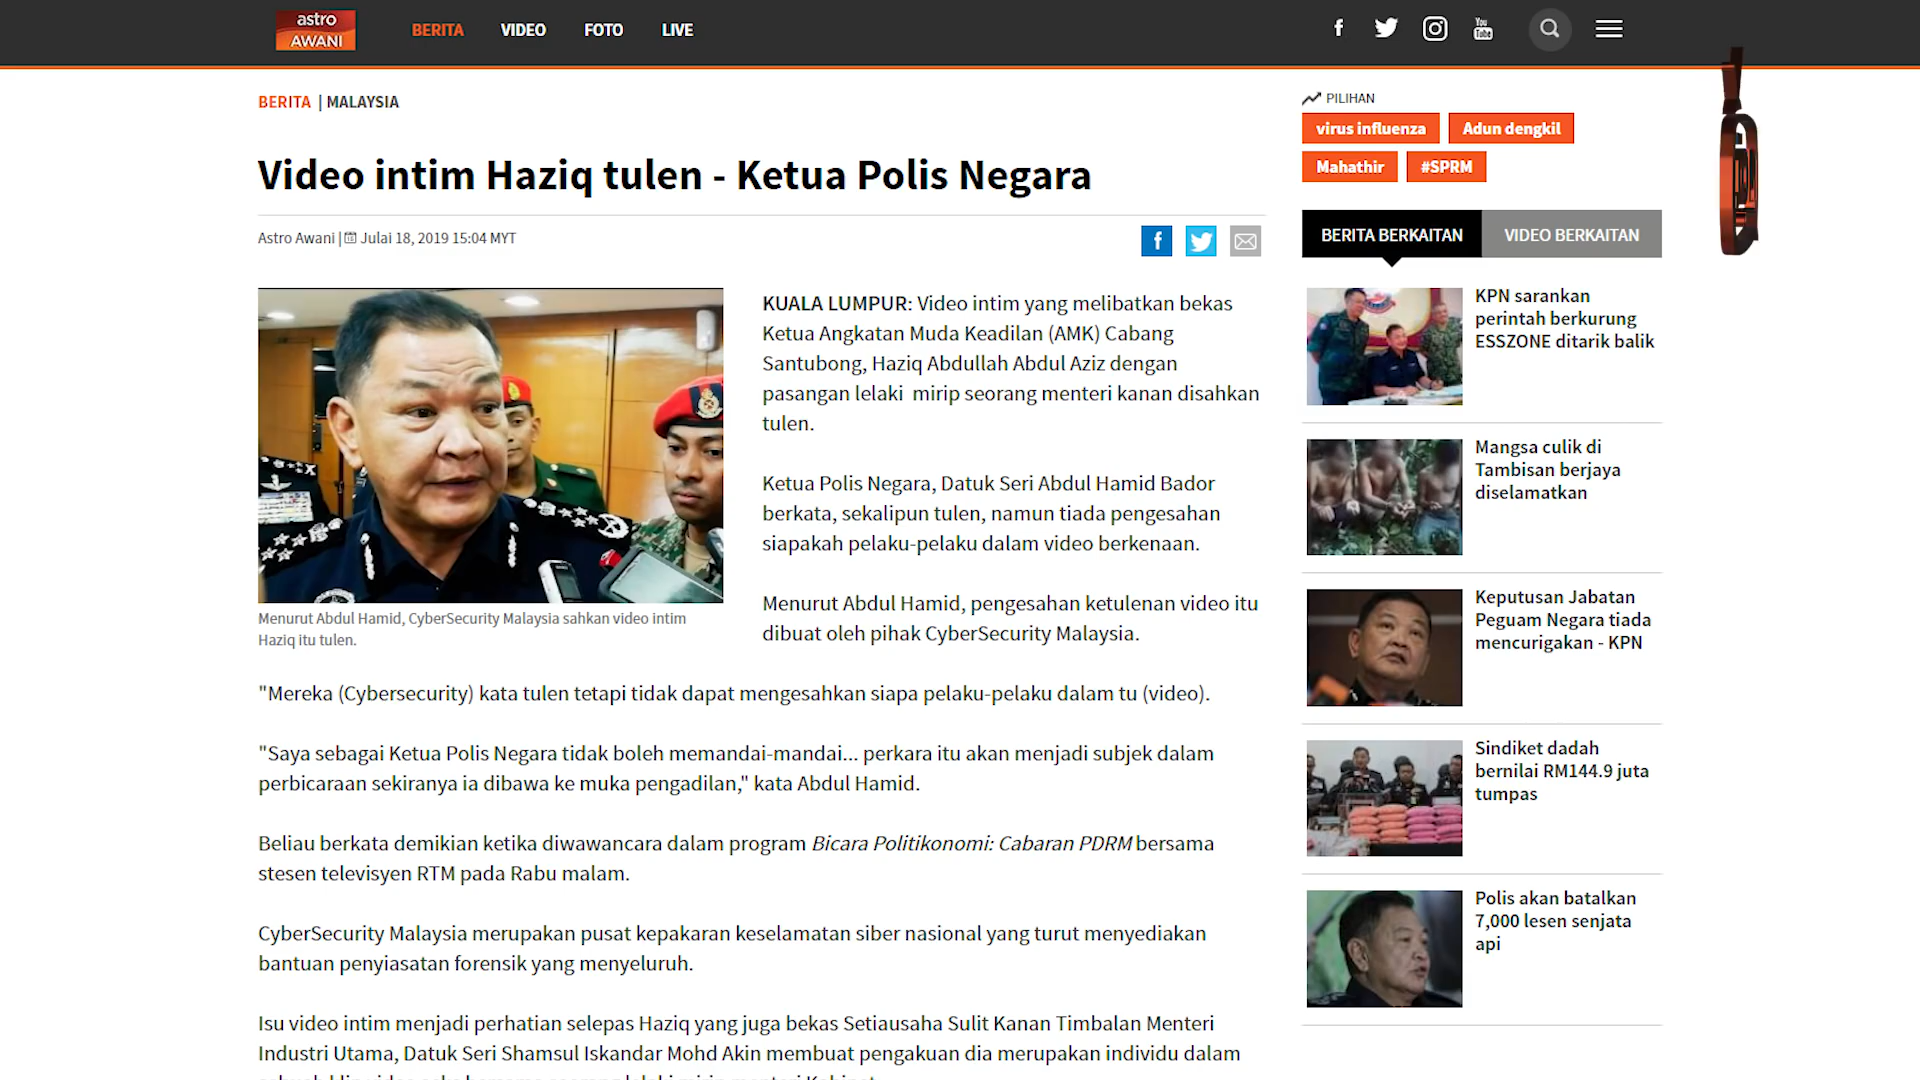 astro
AWANI
BERITA VIDEO FOTO LIVE
BERITA | MALAYSIA
Video intim Haziq tulen - Ketua Polis Negara
Astro Awani | Julai 18, 2019 15:04 MYT
Menurut Abdul Hamid, CyberSecurity Malaysia sahkan video intim
Haziq itu tulen.
KUALA LUMPUR: Video intim yang melibatkan bekas
Ketua Angkatan Muda Keadilan (AMK) Cabang
Santubong, Haziq Abdullah Abdul Aziz dengan
pasangan lelaki mirip seorang menteri kanan disahkan
tulen.
Ketua Polis Negara, Datuk Seri Abdul Hamid Bador
berkata, sekalipun tulen, namun tiada pengesahan
siapakah pelaku-pelaku dalam video berkenaan.
Menurut Abdul Hamid, pengesahan ketulenan video itu
dibuat oleh pihak CyberSecurity Malaysia.
"Mereka (Cybersecurity) kata tulen tetapi tidak dapat mengesahkan siapa pelaku-pelaku dalam tu (video).
"Saya sebagai Ketua Polis Negara tidak boleh memandai-mandai... perkara itu akan menjadi subjek dalam
perbicaraan sekiranya ia dibawa ke muka pengadilan," kata Abdul Hamid.
Beliau berkata demikian ketika diwawancara dalam program Bicara Politikonomi: Cabaran PDRM bersama
stesen televisyen RTM pada Rabu malam.
CyberSecurity Malaysia merupakan pusat kepakaran keselamatan siber nasional yang turut menyediakan
bantuan penyiasatan forensik yang menyeluruh.
Isu video intim menjadi perhatian selepas Haziq yang juga bekas Setiausaha Sulit Kanan Timbalan Menteri
Industri Utama, Datuk Seri Shamsul Iskandar Mohd Akin membuat pengakuan dia merupakan individu dalam
PILIHAN
virus influenza Adun dengkil
Mahathir #SPRM
BERITA BERKAITAN VIDEO BERKAITAN
KPN sarankan
perintah berkurung
ESSZONE ditarik balik
Mangsa culik di
Tambisan berjaya
diselamatkan
Keputusan Jabatan
Peguam Negara tiada
mencurigakan - KPN
Sindiket dadah
bernilai RM144.9 juta
tumpas
Polis akan batalkan
7,000 lesen senjata
api